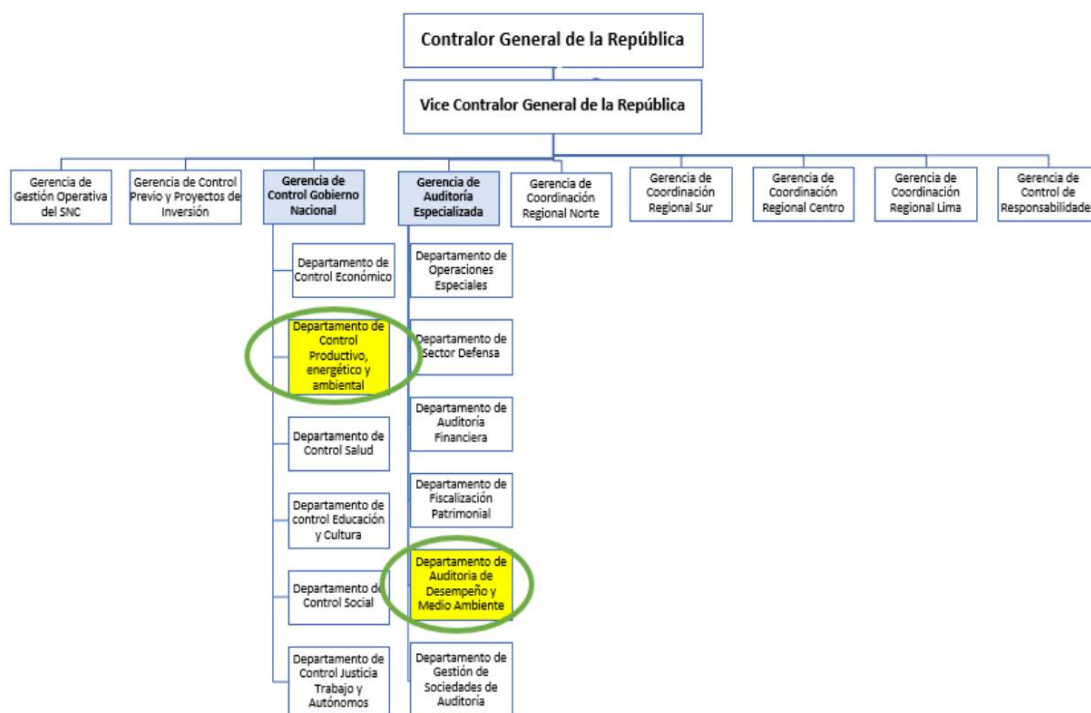 Contralor General de la República
Vice Contralor General de la República
Gerencia de
Gestión Operativa
del SNC
Gerencia de Control
Previo y Proyectos de
Inversión
Gerencia de
Control Gobierno
Nacional
Gerencia de
Auditoría
Especializada
Gerencia de
Coordinación
Regional Norte
Gerencia de
Coordinación
Regional Sur
Gerencia de
Coordinación
Regional Centro
Gerencia de
Coordinación
Regional Lima
Gerencia de
Control de
Responsabilidade
Departamento de
Control Económico
Departamento de
Control
Productivo,
energético y
ambiental
Departamento de
Control Salud
Departamento de
control Educación
y Cultura
Departamento de
Control Social
Departamento de
Control Justicia
Trabajo y
Autónomos
Departamento de
Operaciones
Especiales
Departamento de
Sector Defensa
Departamento de
Auditoría
Financiera
Departamento de
Fiscalización
Patrimonial
Departamento de
Auditoria de
Desempeño y
Medio Ambiente
Departamento de
Gestión de
Sociedades de
Auditoría